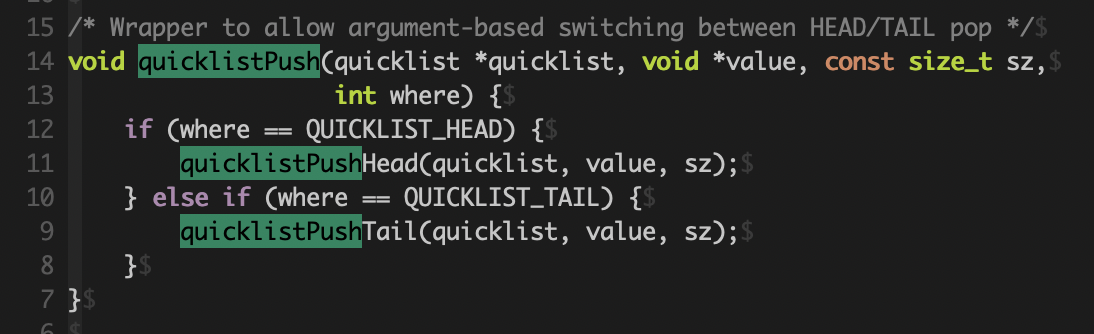 15 /* Wrapper to allow argument-based switching between HEAD/TAIL pop */$
14 void quicklistPush(quicklist *quicklist, void *value, const size_t sz,$
13                    int where) {$
12     if (where == QUICKLIST_HEAD) {$
11         quicklistPushHead(quicklist, value, sz);$
10     } else if (where == QUICKLIST_TAIL) {$
9         quicklistPushTail(quicklist, value, sz);$
8     }$
7 }$
6 $